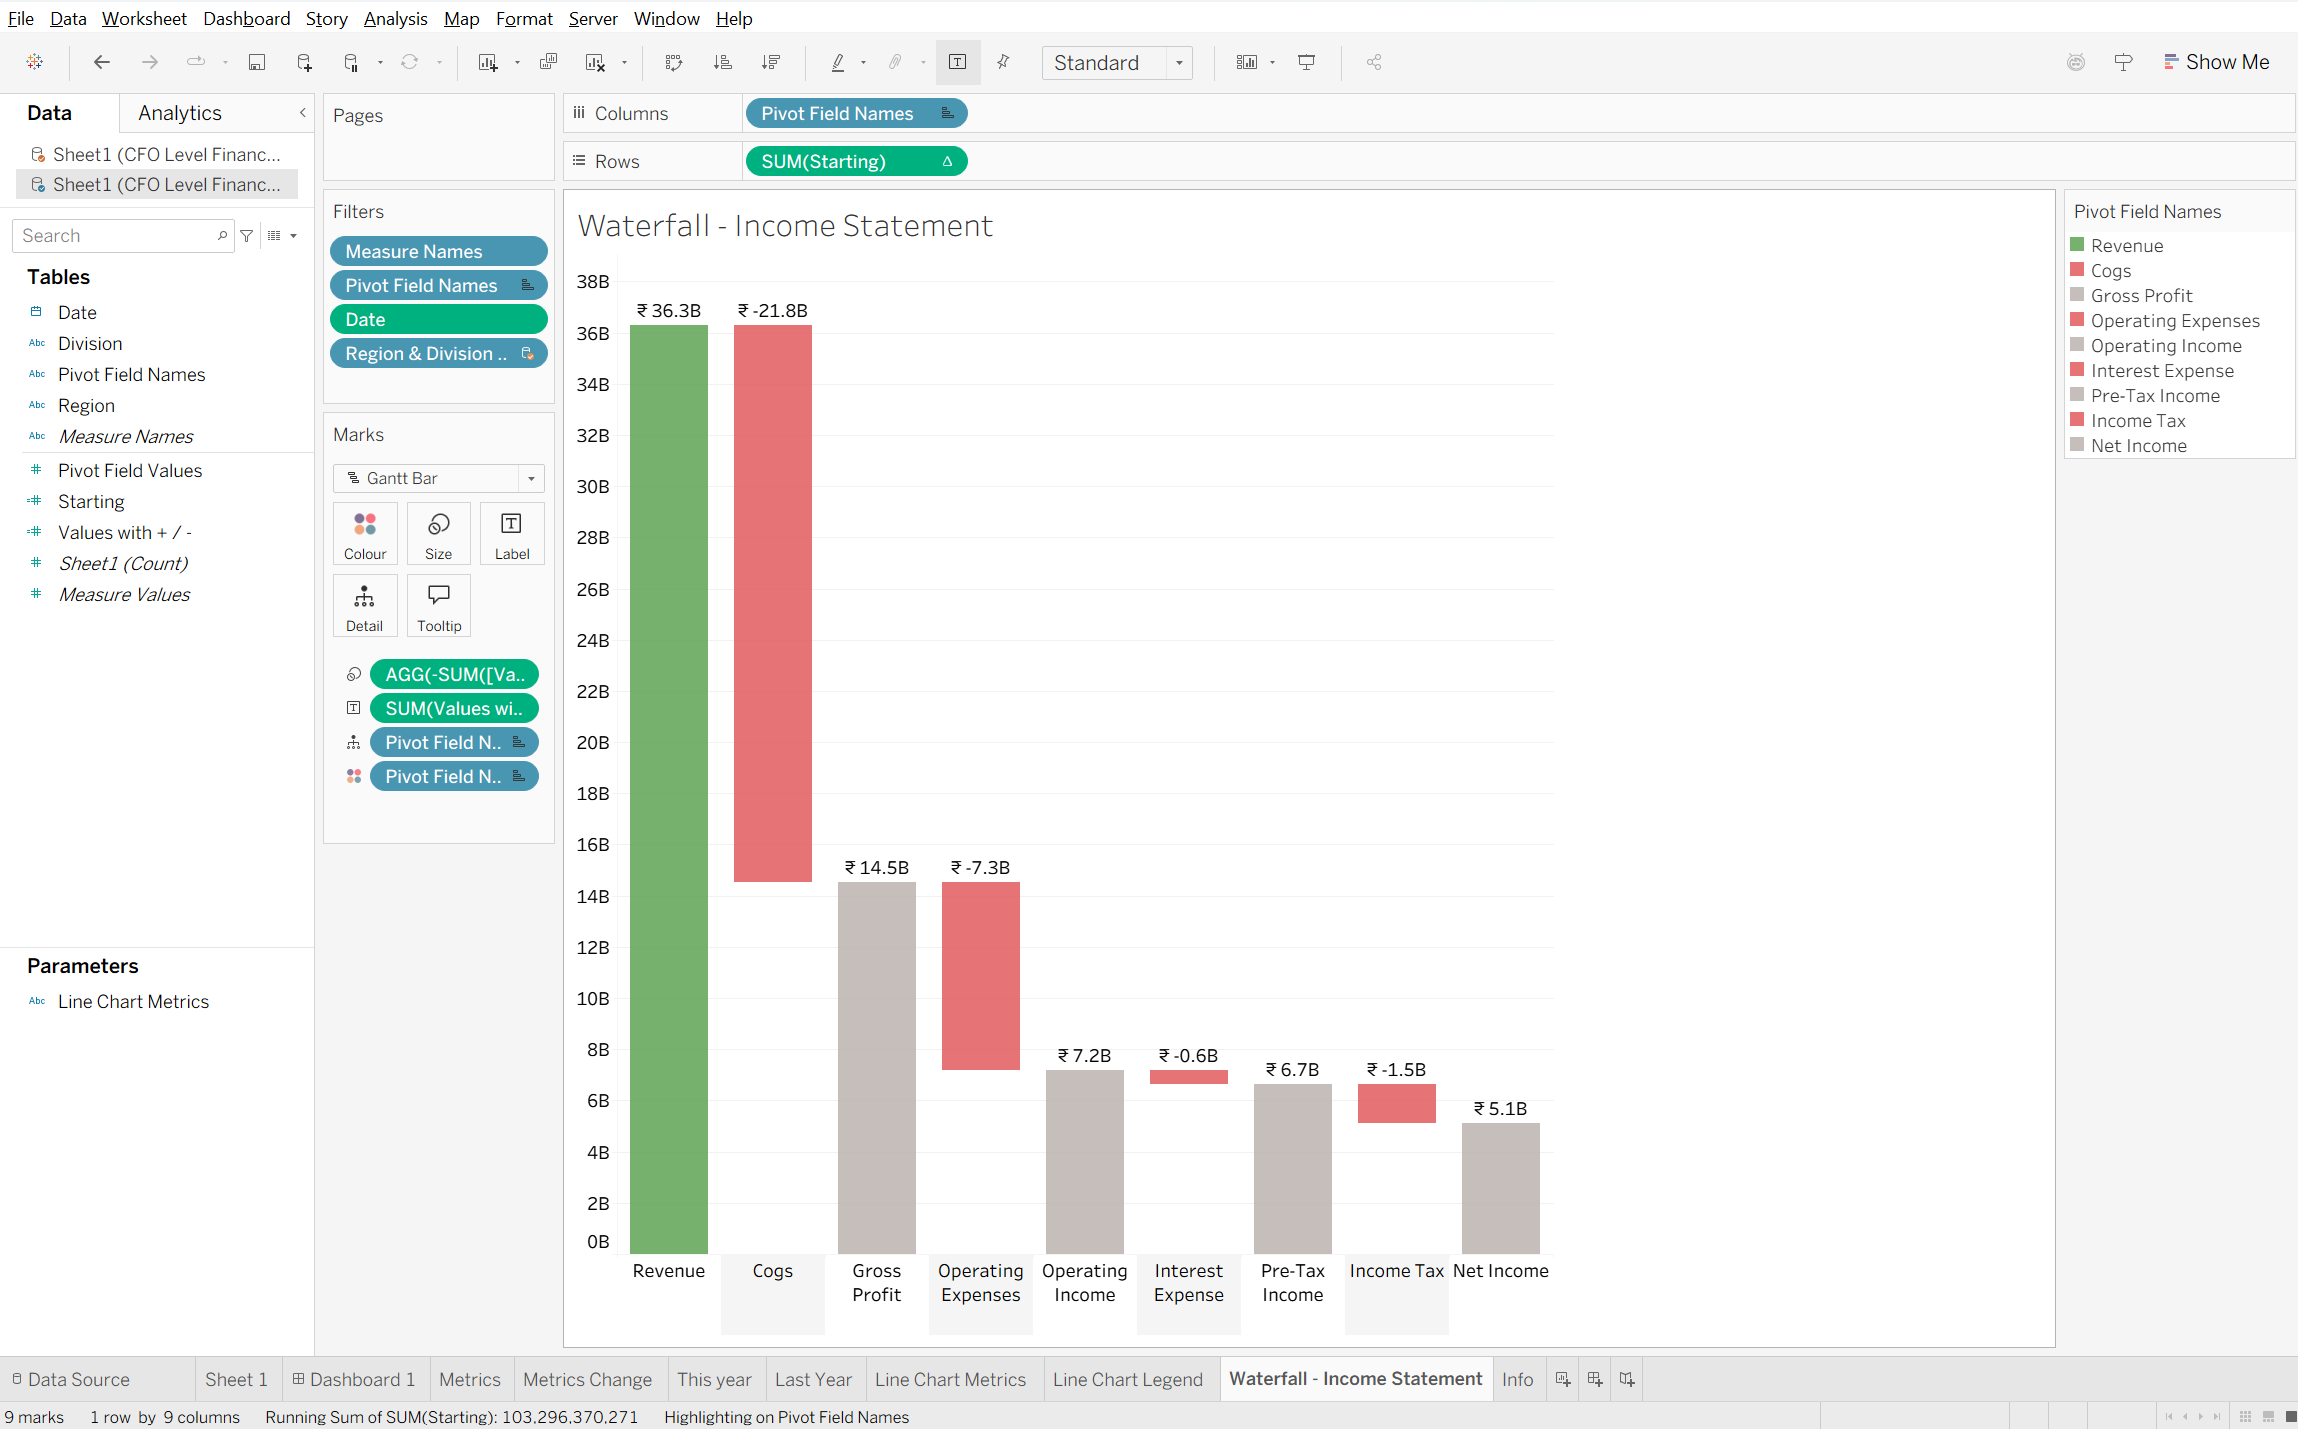 File Data Worksheet Dashboard Story Analysis Map Format Server Window Help
Standard
Show Me
Data
Analytics
Sheet1 (CFO Level Financ...
Sheet1 (CFO Level Financ...
Search
Tables
Date
Abc Division
Abc Pivot Field Names
Abc Region
Abc Measure Names
Pivot Field Values
Starting
Values with + / -
Sheet1 (Count)
Measure Values
Parameters
Abc Line Chart Metrics
Pages
Filters
Measure Names
Pivot Field Names
Date
Region & Division ..
Marks
Gantt Bar
Colour Size Label
Detail Tooltip
AGG(-SUM([Va..
SUM(Values wi..
Pivot Field N..
Pivot Field N..
Columns Pivot Field Names
Rows SUM(Starting)
Waterfall - Income Statement
38B
36B
34B
32B
30B
28B
26B
24B
22B
20B
18B
16B
14B
12B
10B
8B
6B
4B
2B
0B
₹ 36.3B
₹ -21.8B
₹ 14.5B
₹ -7.3B
₹ 7.2B
₹ -0.6B
₹ 6.7B
₹ -1.5B
₹ 5.1B
Revenue
Cogs
Gross
Profit
Operating
Expenses
Operating
Income
Interest
Expense
Pre-Tax
Income
Income Tax
Net Income
Pivot Field Names
Revenue
Cogs
Gross Profit
Operating Expenses
Operating Income
Interest Expense
Pre-Tax Income
Income Tax
Net Income
Data Source Sheet 1 Dashboard 1 Metrics Metrics Change This year Last Year Line Chart Metrics Line Chart Legend Waterfall - Income Statement Info
9 marks 1 row by 9 columns Running Sum of SUM(Starting): 103,296,370,271 Highlighting on Pivot Field Names